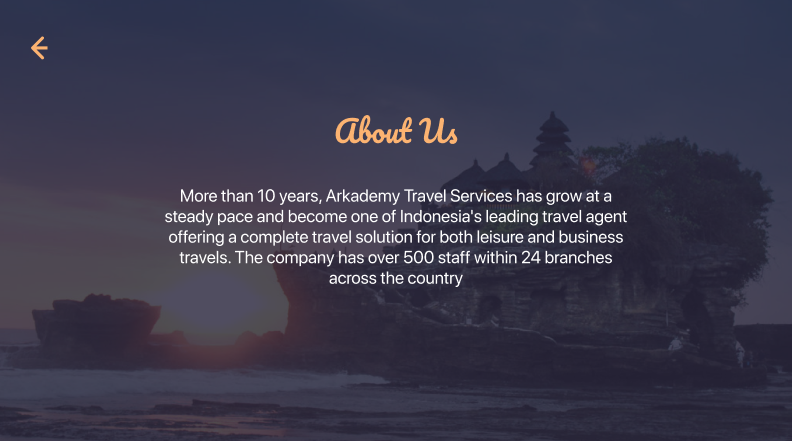 About Us
More than 10 years, Arkademy Travel Services has grow at a
steady pace and become one of Indonesia's leading travel agent
offering a complete travel solution for both leisure and business
travels. The company has over 500 staff within 24 branches
across the country